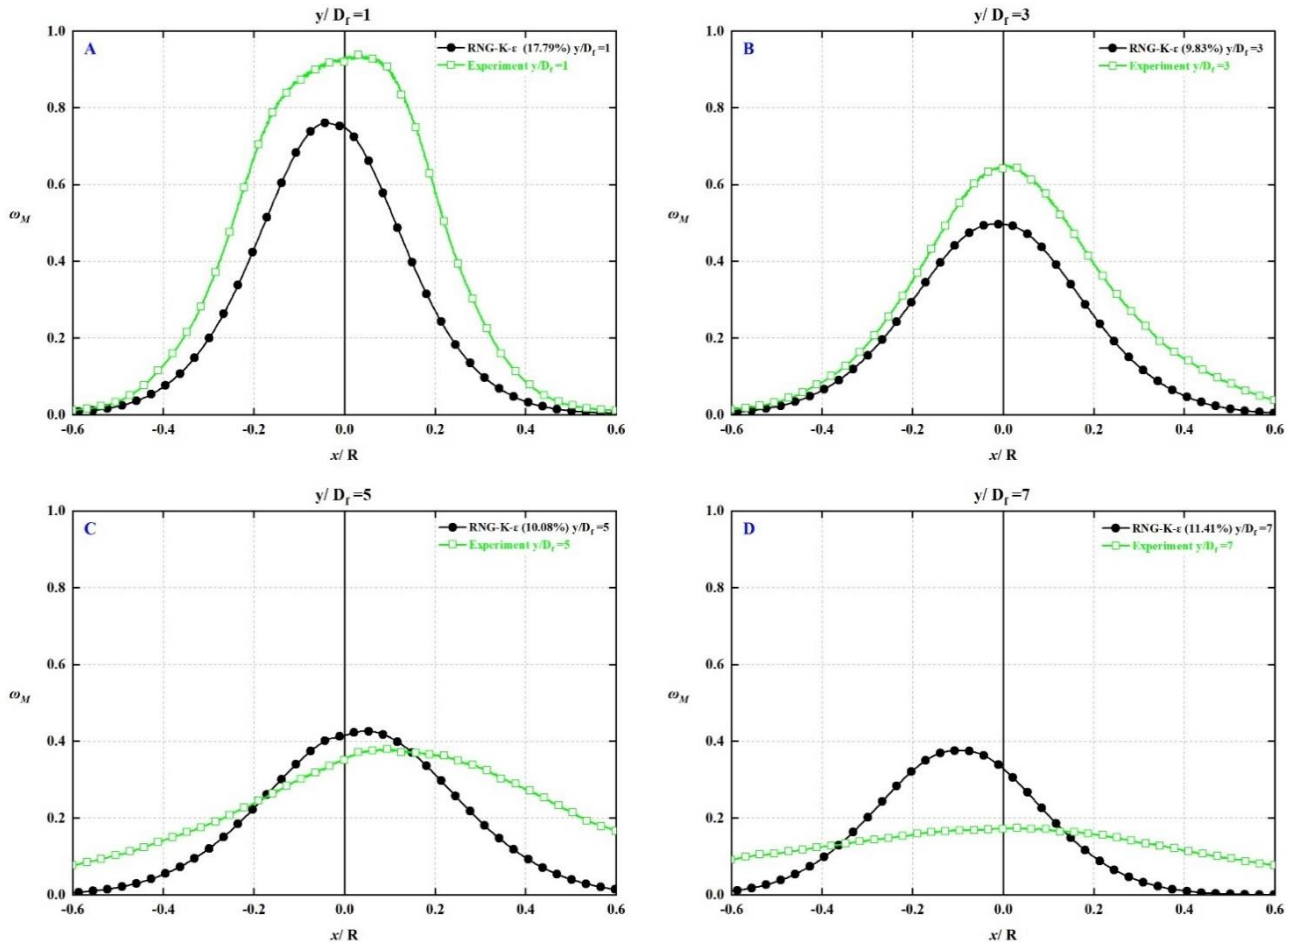 y/ Df =1
A
RNG-K-ε (17.79%) y/Df =1
Experiment y/Df =1
1.0
0.8
0.6
0.4
0.2
0.0
ωM
-0.6 -0.4 -0.2 0.0 0.2 0.4 0.6
x/ R
y/ Df =3
B
RNG-K-ε (9.83%) y/Df =3
Experiment y/Df =3
1.0
0.8
0.6
0.4
0.2
0.0
ωM
-0.6 -0.4 -0.2 0.0 0.2 0.4 0.6
x/ R
y/ Df =5
C
RNG-K-ε (10.08%) y/Df =5
Experiment y/Df =5
1.0
0.8
0.6
0.4
0.2
0.0
ωM
-0.6 -0.4 -0.2 0.0 0.2 0.4 0.6
x/ R
y/ Df =7
D
RNG-K-ε (11.41%) y/Df =7
Experiment y/Df =7
1.0
0.8
0.6
0.4
0.2
0.0
ωM
-0.6 -0.4 -0.2 0.0 0.2 0.4 0.6
x/ R